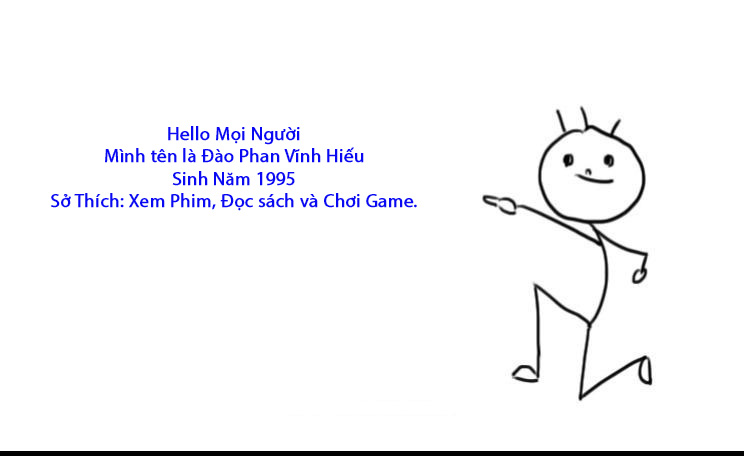 Hello Mọi Người
Mình tên là Đào Phan Vĩnh Hiếu
Sinh Năm 1995
Sở Thích: Xem Phim, Đọc sách và Chơi Game.